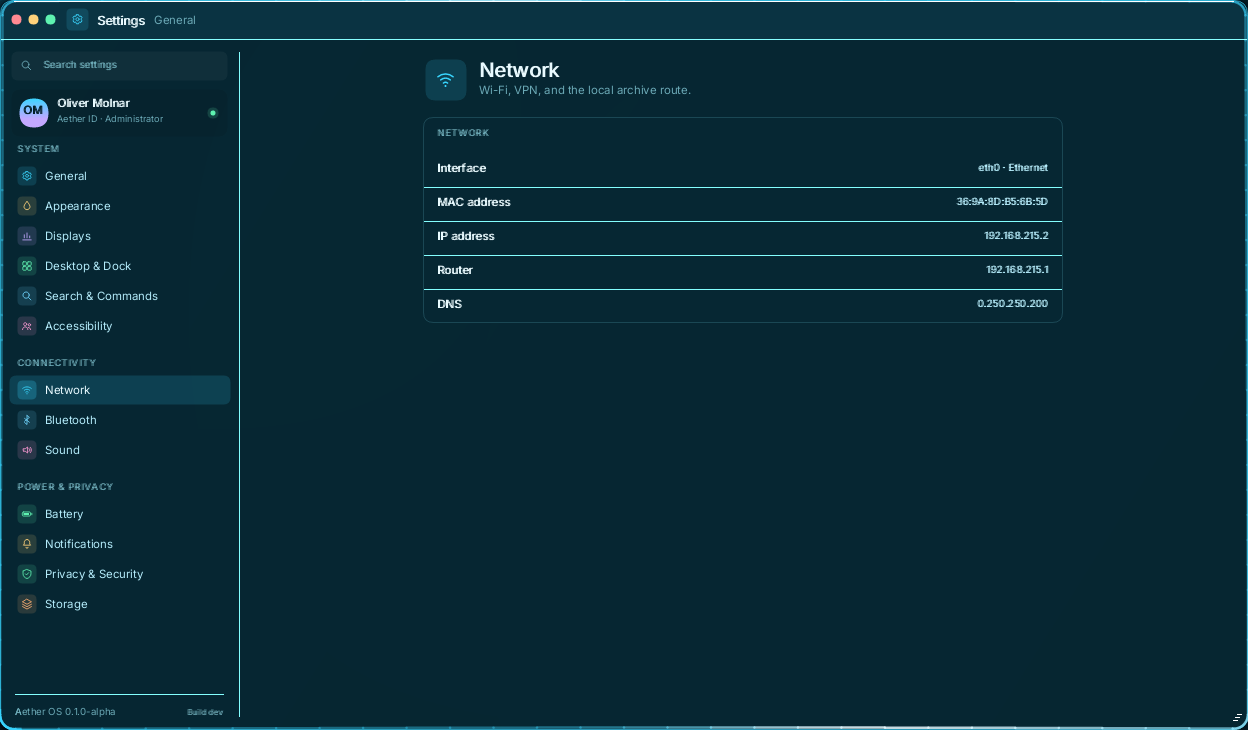 Settings General
Search settings
OM
Oliver Molnar
Aether ID · Administrator
SYSTEM
General
Appearance
Displays
Desktop & Dock
Search & Commands
Accessibility
CONNECTIVITY
Network
Bluetooth
Sound
POWER & PRIVACY
Battery
Notifications
Privacy & Security
Storage
Aether OS 0.1.0-alpha Build dev
Network
Wi-Fi, VPN, and the local archive route.
NETWORK
Interface eth0 · Ethernet
MAC address 36:9A:8D:B5:6B:5D
IP address 192.168.215.2
Router 192.168.215.1
DNS 0.250.250.200